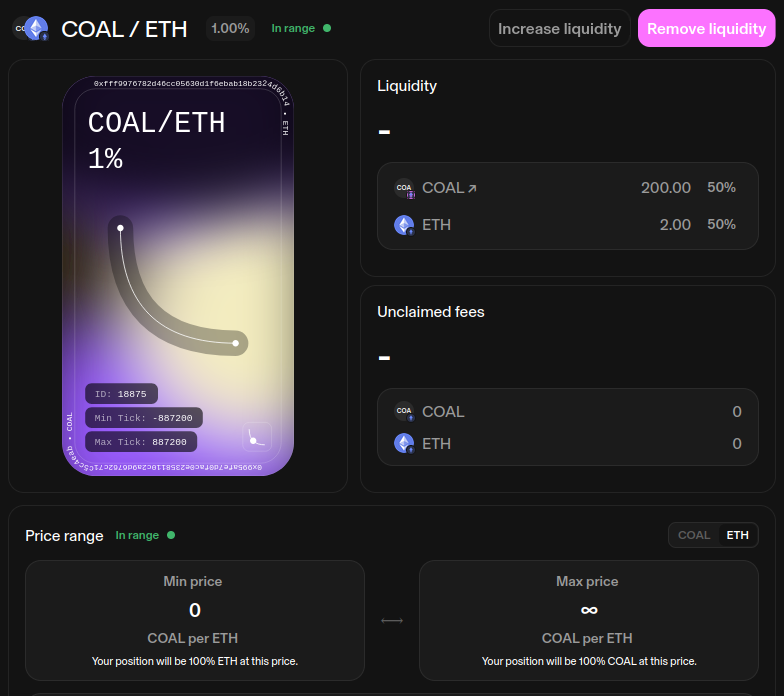 COAL / ETH 1.00% In range Increase liquidity Remove liquidity
COAL/ETH
1%
ID: 18875
Min Tick: -887200
Max Tick: 887200
• ETH
• COAL
Liquidity
-
COA COAL ↗ 200.00 50%
ETH 2.00 50%
Unclaimed fees
-
COA COAL 0
ETH 0
Price range In range COAL ETH
Min price
0
COAL per ETH
Your position will be 100% ETH at this price.
Max price
∞
COAL per ETH
Your position will be 100% COAL at this price.